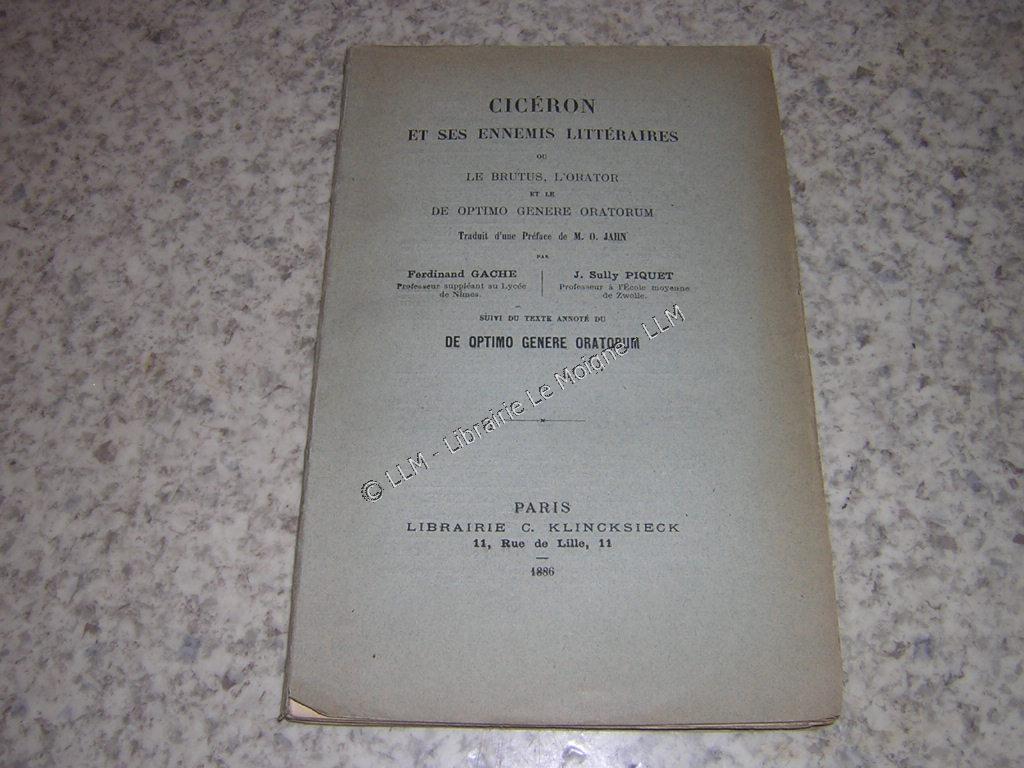 CICÉRON
ET SES ENNEMIS LITTÉRAIRES
OU
LE BRUTUS, L'ORATOR
ET LE
DE OPTIMO GENERE ORATORUM
Traduit d'une Préface de M. O. JAHN
PAR
Ferdinand GACHE
Professeur suppléant au Lycée
de Nîmes.
J. Sully PIQUET
Professeur à l'École moyenne
de Zwolle.
SUIVI DU TEXTE ANNOTÉ DU
DE OPTIMO GENERE ORATORUM
© LLM - Librairie Le Moigne - LLM
PARIS
LIBRAIRIE C. KLINCKSIECK
11, Rue de Lille, 11
1886